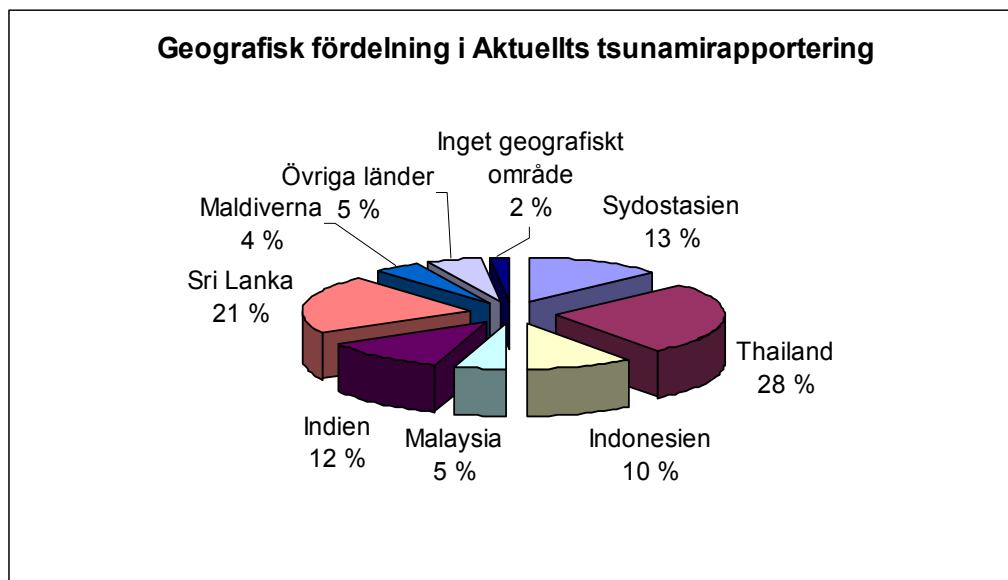 Geografisk fördelning i Aktuellts tsunamirapportering
Inget geografiskt
område
2 %
Övriga länder
5 %
Maldiverna
4 %
Sri Lanka
21 %
Sydostasien
13 %
Thailand
28 %
Indien
12 %
Malaysia
5 %
Indonesien
10 %